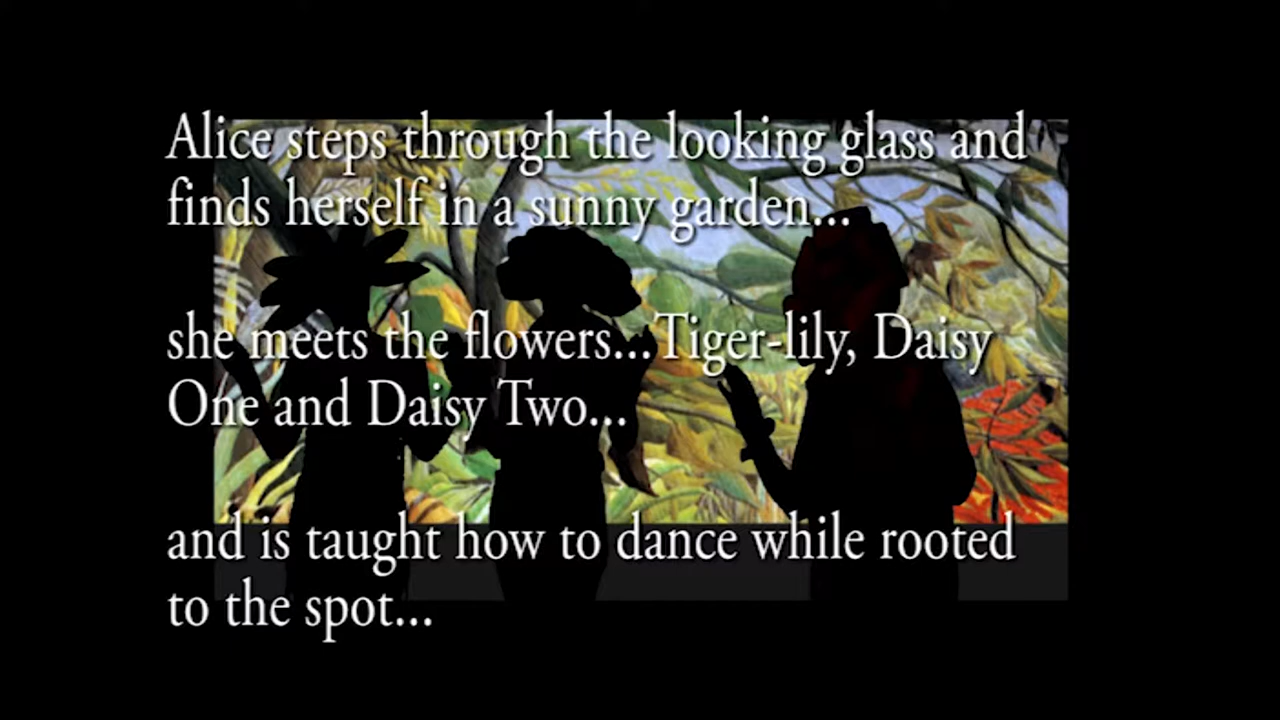 Alice steps through the looking glass and
finds herself in a sunny garden...
she meets the flowers...Tiger-lily, Daisy
One and Daisy Two...
and is taught how to dance while rooted
to the spot...